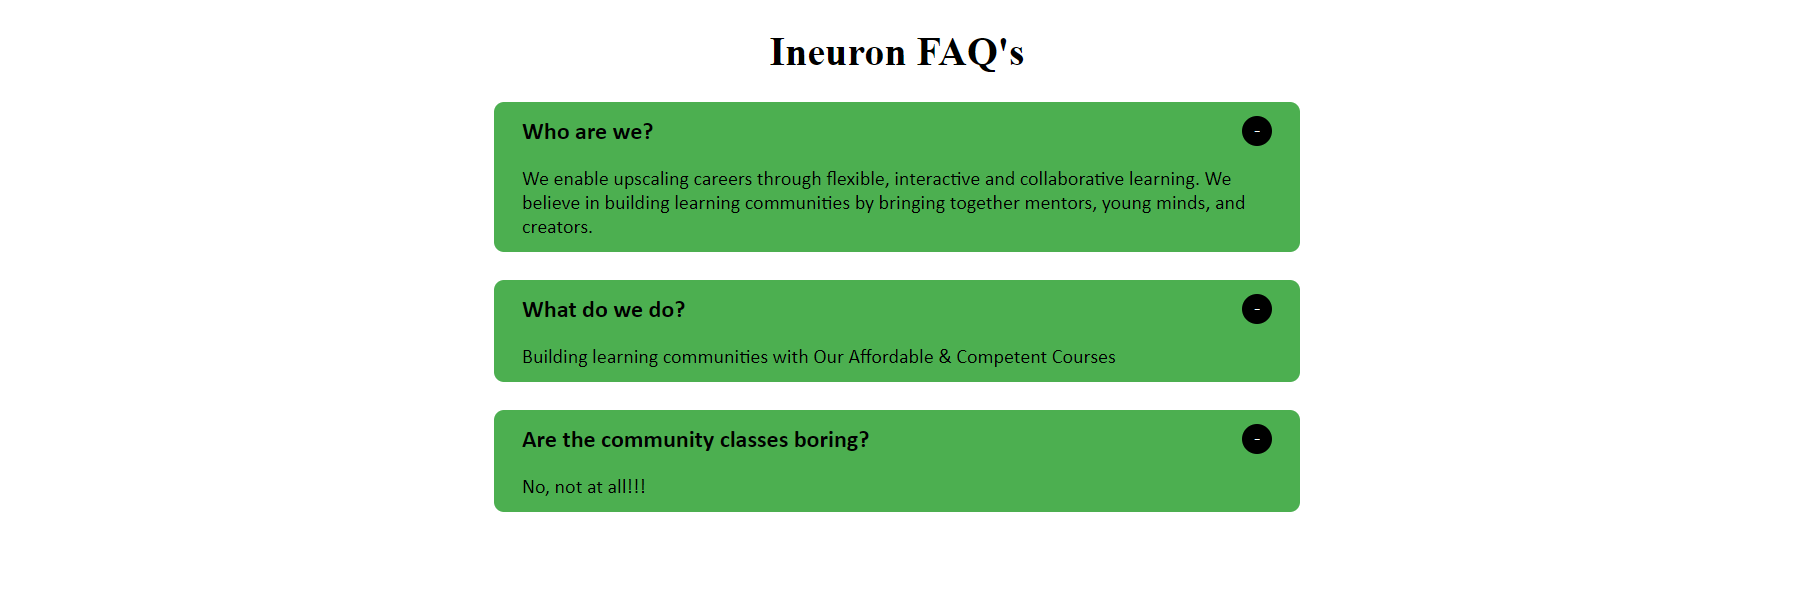 Ineuron FAQ's
Who are we?
-
We enable upscaling careers through flexible, interactive and collaborative learning. We
believe in building learning communities by bringing together mentors, young minds, and
creators.
What do we do?
-
Building learning communities with Our Affordable & Competent Courses
Are the community classes boring?
-
No, not at all!!!